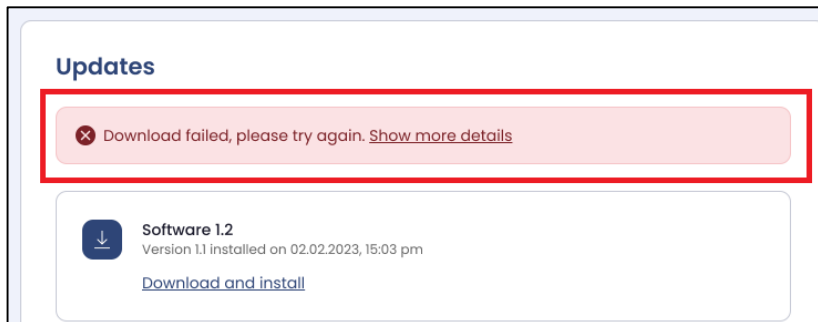 Updates
Download failed, please try again. Show more details
Software 1.2
Version 1.1 installed on 02.02.2023, 15:03 pm
Download and install